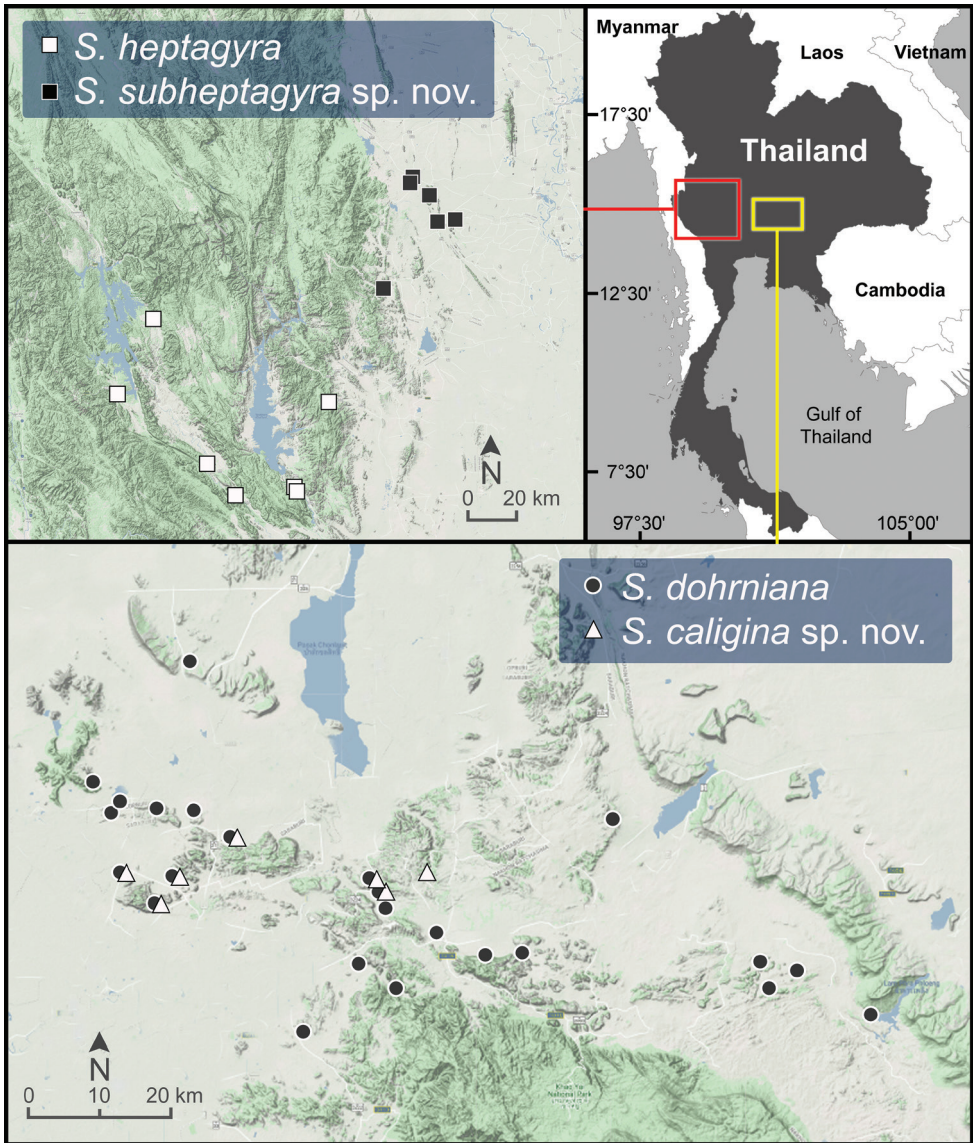 S. heptagyra
S. subheptagyra sp. nov.
N
0 20 km
Myanmar
Laos
Vietnam
17°30'
Thailand
12°30'
Cambodia
Gulf of
Thailand
7°30'
97°30'
105°00'
S. dohrniana
S. caligina sp. nov.
Khao Yai
National Park
N
0 10 20 km